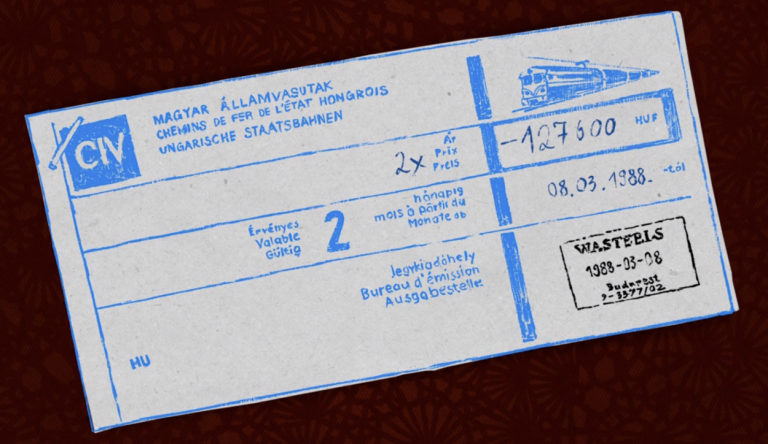 CIV
MAGYAR ÁLLAMVASUTAK
CHEMINS DE FER DE L'ÉTAT HONGROIS
UNGARISCHE STAATSBAHNEN
2x
Ár
Prix
Preis
-127600 HUF
Érvényes
Valable
Gültig
2
hónapig
mois à partir du
Monate ab
08.03.1988. -tól
Jegykiadóhely
Bureau d'émission
Ausgabestelle
WASTEELS
1988-03-08
Budapest
HU